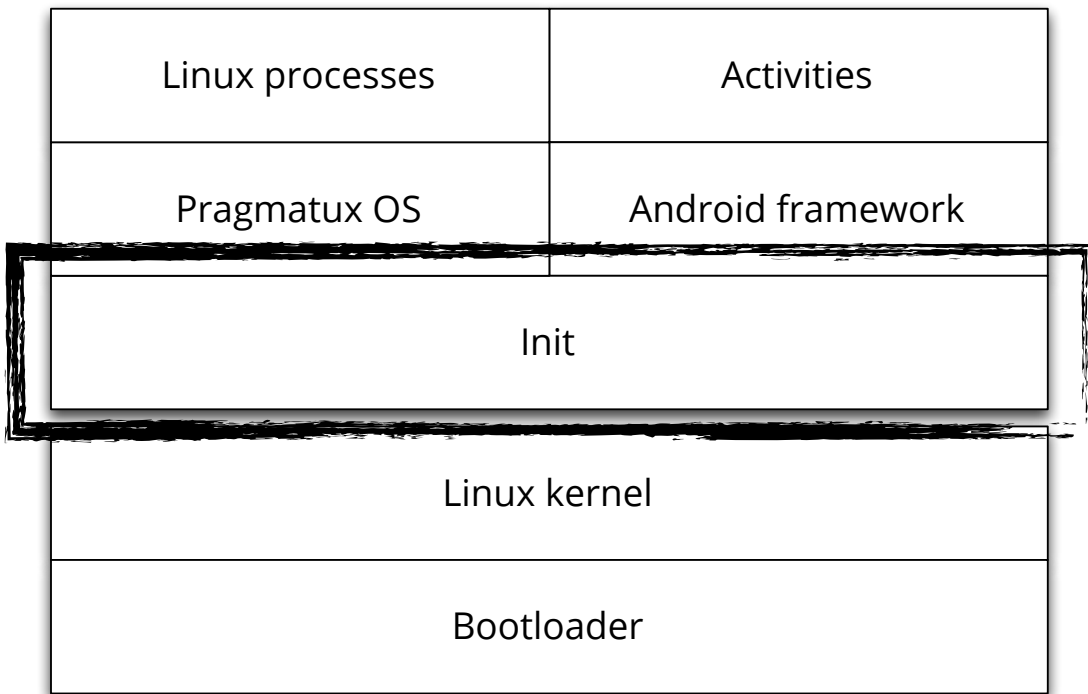 Linux processes
Activities
Pragmatux OS
Android framework
Init
Linux kernel
Bootloader